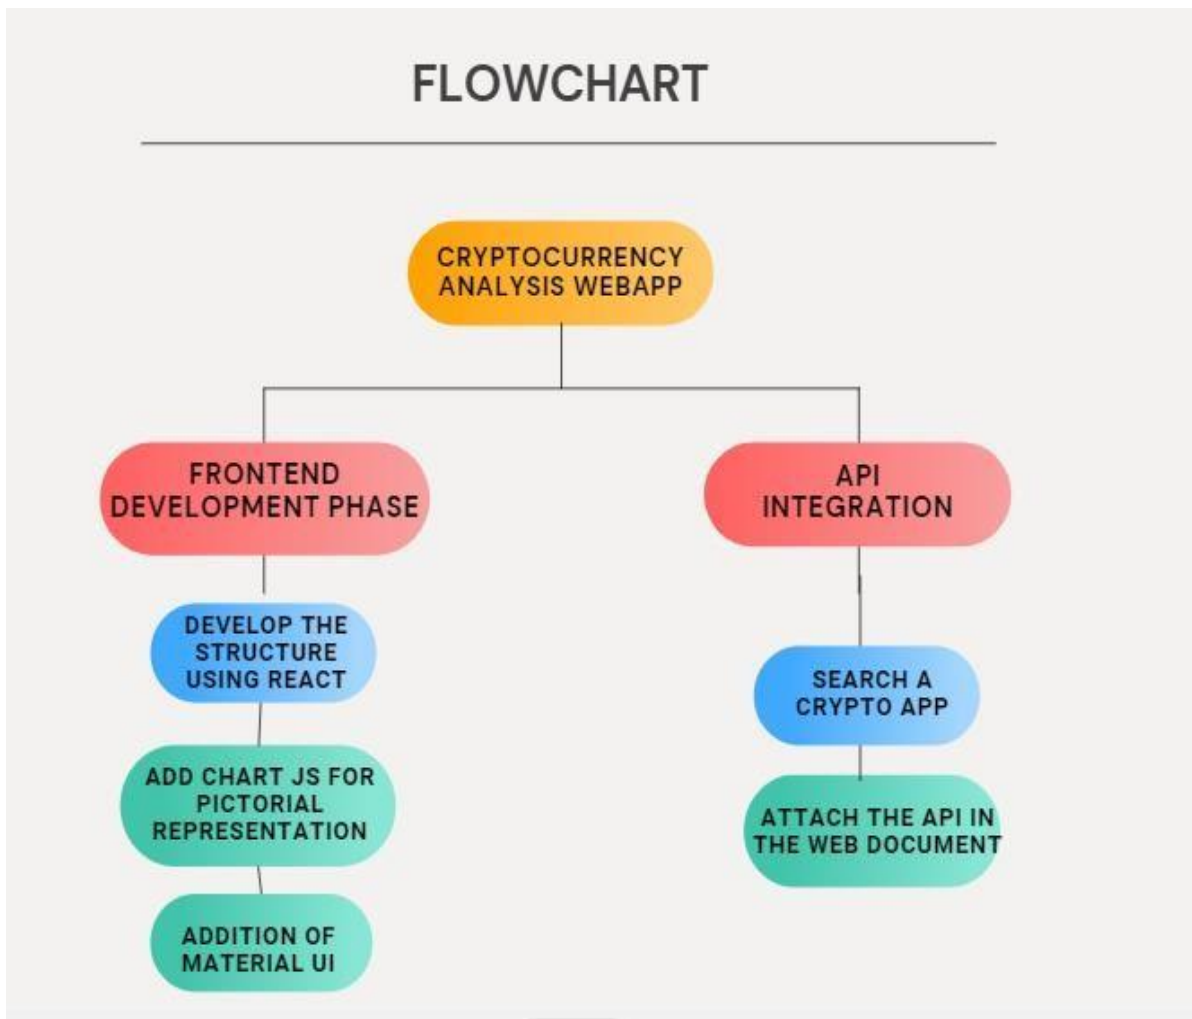 FLOWCHART
CRYPTOCURRENCY
ANALYSIS WEBAPP
FRONTEND
DEVELOPMENT PHASE
API
INTEGRATION
DEVELOP THE
STRUCTURE
USING REACT
SEARCH A
CRYPTO APP
ADD CHART JS FOR
PICTORIAL
REPRESENTATION
ATTACH THE API IN
THE WEB DOCUMENT
ADDITION OF
MATERIAL UI